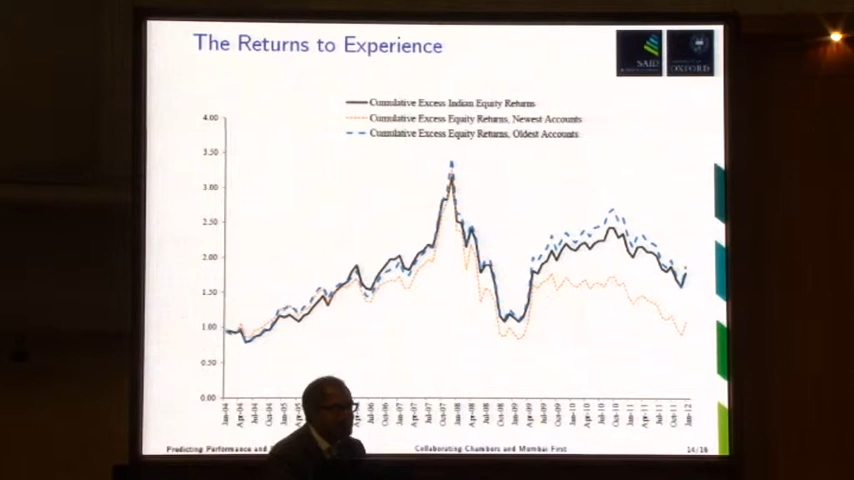 The Returns to Experience
SAID
OXFORD
Cumulative Excess Indian Equity Returns
Cumulative Excess Equity Returns, Newest Accounts
Cumulative Excess Equity Returns, Oldest Accounts
4.00
3.50
3.00
2.50
2.00
1.50
1.00
0.50
0.00
Jan-04
Apr-04
Jul-04
Oct-04
Jan-05
Jul-06
Oct-06
Jan-07
Apr-07
Jul-07
Oct-07
Jan-08
Apr-08
Jul-08
Oct-08
Jan-09
Apr-09
Jul-09
Oct-09
Jan-10
Apr-10
Jul-10
Oct-10
Jan-11
Apr-11
Jul-11
Oct-11
Jan-12
Predicting Performance and
Collaborating Chambers and Mumbai First
14/16